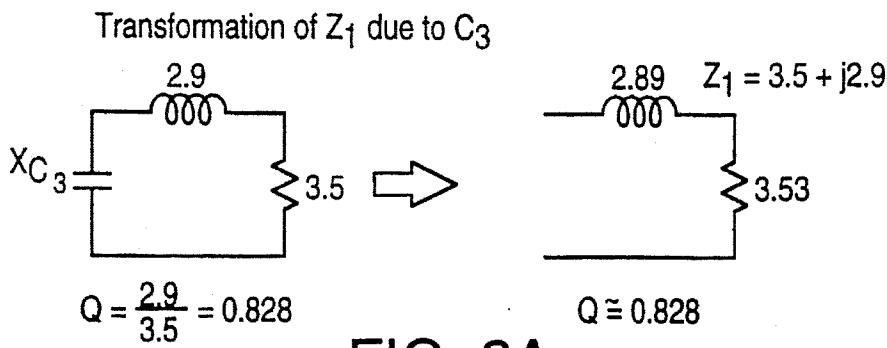 Transformation of Z1 due to C3
2.9
XC3
3.5
Q = 2.9/3.5 = 0.828
2.89
Z1 = 3.5 + j2.9
3.53
Q ≅ 0.828